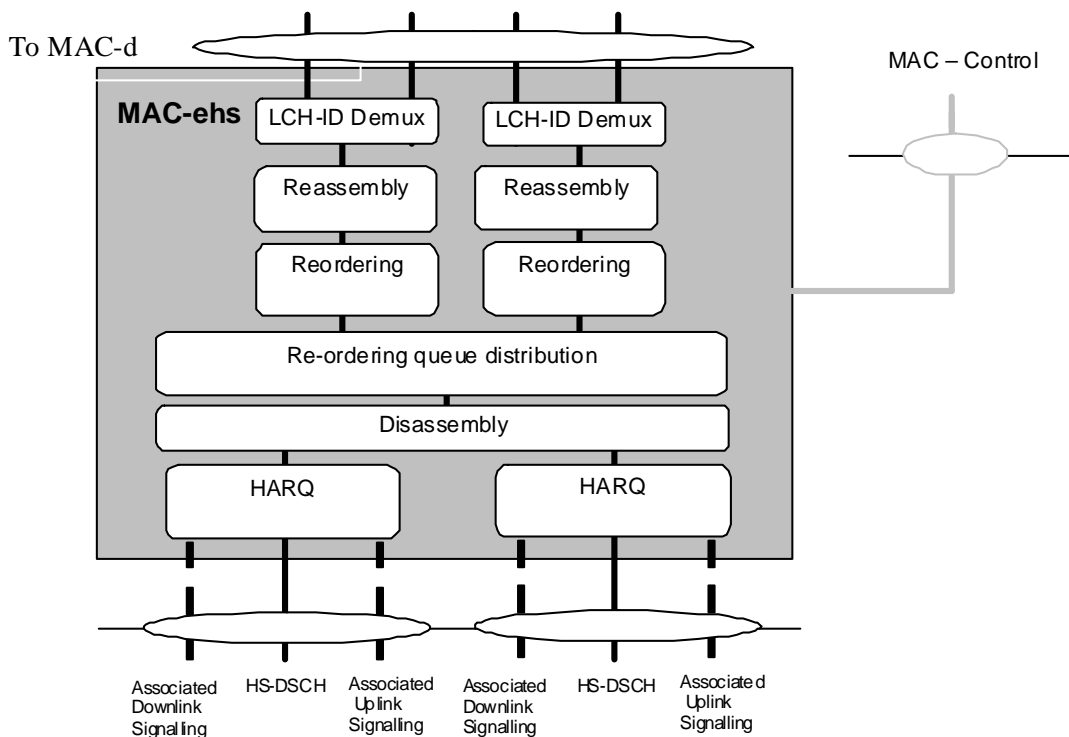 To MAC-d
MAC – Control
MAC-ehs
LCH-ID Demux
LCH-ID Demux
Reassembly
Reassembly
Reordering
Reordering
Re-ordering queue distribution
Disassembly
HARQ
HARQ
Associated
Downlink
Signalling
HS-DSCH
Associated
Uplink
Signalling
Associated
Downlink
Signalling
HS-DSCH
Associated
Uplink
Signalling